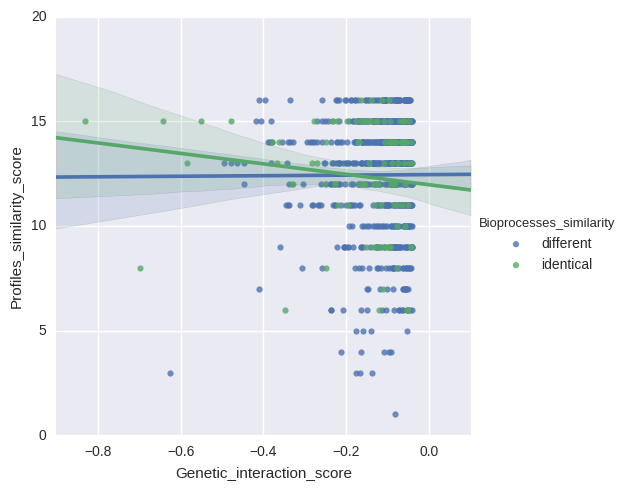 20
15
10
5
0
Profiles_similarity_score
−0.8 −0.6 −0.4 −0.2 0.0
Genetic_interaction_score
Bioprocesses_similarity
different
identical